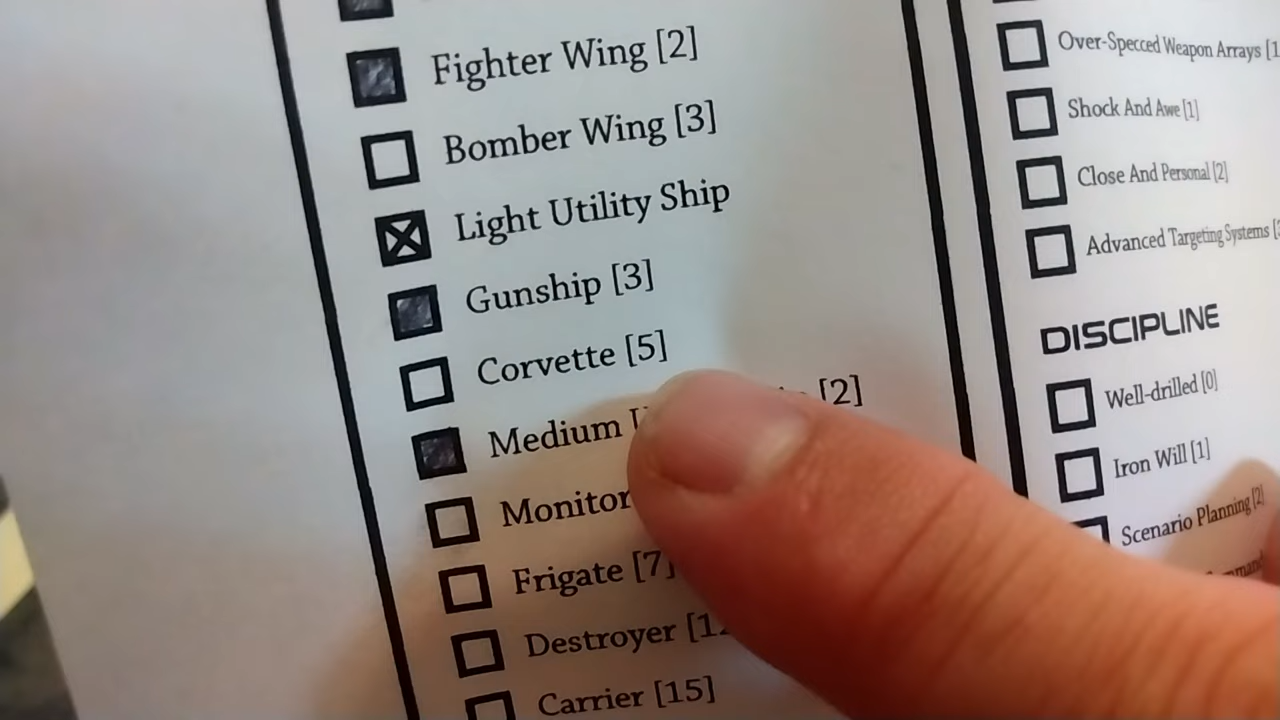 Fighter Wing [2]
Bomber Wing [3]
Light Utility Ship
Gunship [3]
Corvette [5]
Medium [2]
Monitor
Frigate [7]
Destroyer
Carrier [15]
Over-Specced Weapon Arrays
Shock And Awe [1]
Close And Personal [2]
Advanced Targeting Systems
DISCIPLINE
Well-drilled [0]
Iron Will [1]
Scenario Planning [2]